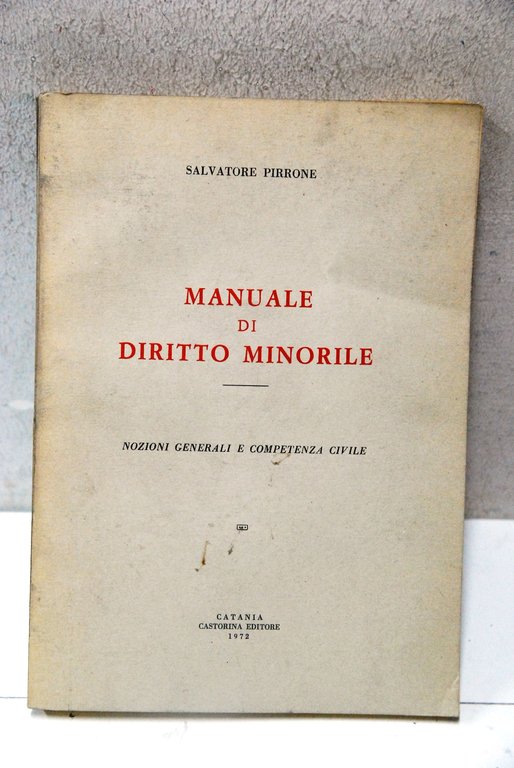 SALVATORE PIRRONE
MANUALE
DI
DIRITTO MINORILE
NOZIONI GENERALI E COMPETENZA CIVILE
CATANIA
CASTORINA EDITORE
1972